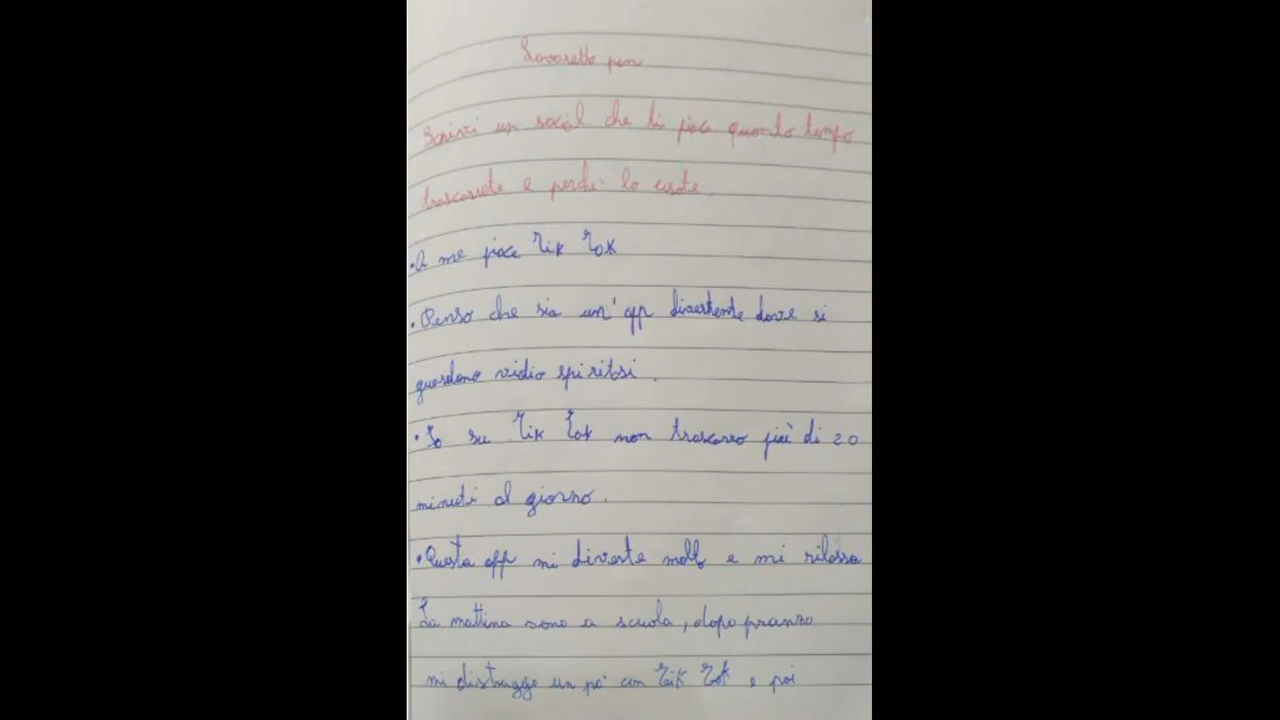 Lavoretto pon
Scrivi un social che ti piace quanto tempo
trascorrete e perché lo usate.
• A me piace Tik Tok
• Penso che sia un' app divertente dove si
guardano vidio spiritosi.
• Io su Tik Tok non trascorro più di 20
minuti al giorno.
• Questa app mi diverte molto e mi rilassa
La mattina sono a scuola, dopo pranzo
mi distraggo un po' con Tik Tok e poi